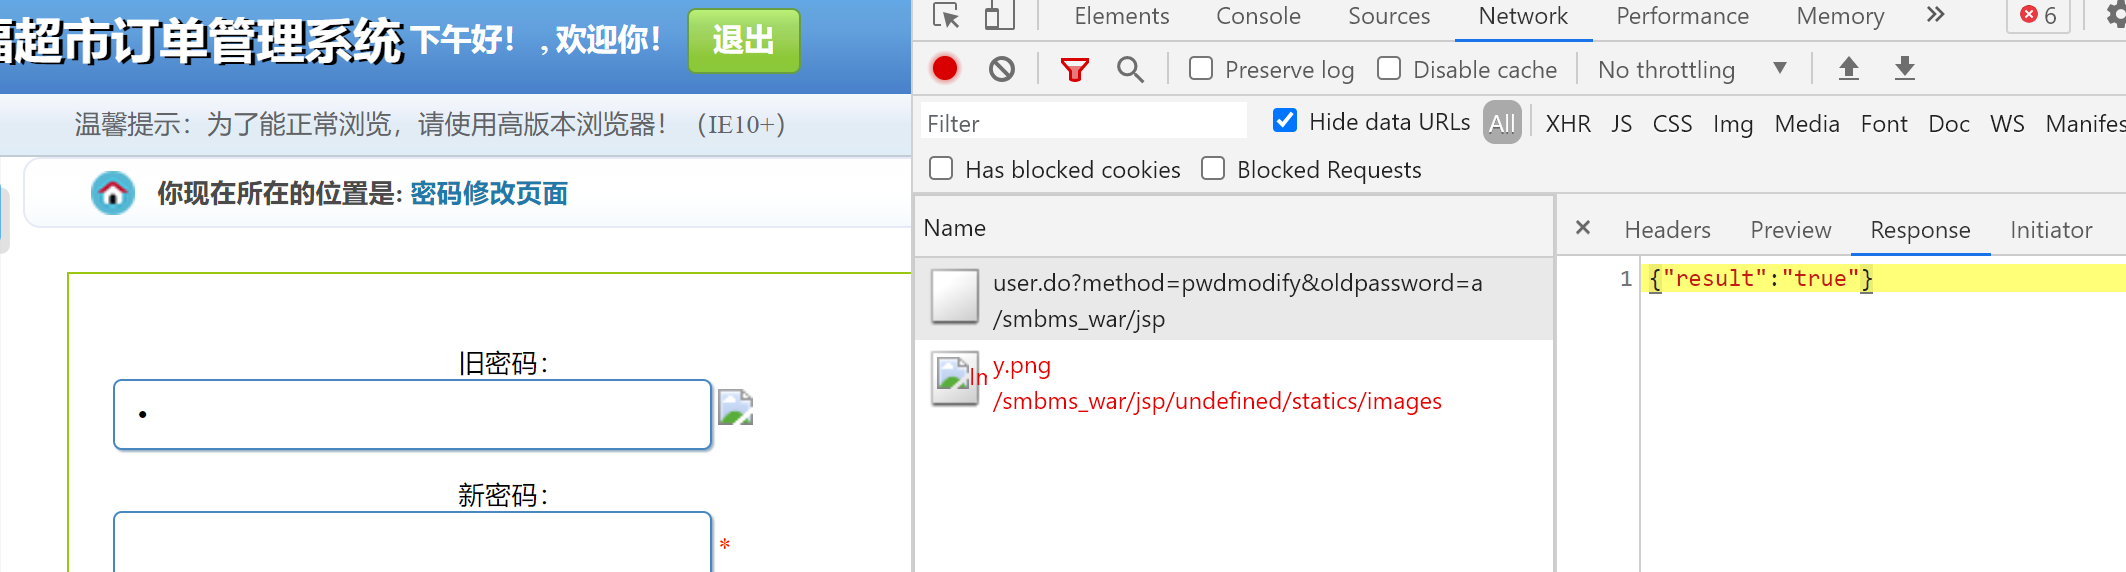 超市订单管理系统 下午好！ , 欢迎你！ 退出
温馨提示：为了能正常浏览，请使用高版本浏览器！（IE10+）
你现在所在的位置是: 密码修改页面
旧密码：
新密码：
*
Elements Console Sources Network Performance Memory 6
Preserve log Disable cache No throttling
Filter Hide data URLs All XHR JS CSS Img Media Font Doc WS Manifes
Has blocked cookies Blocked Requests
Name
user.do?method=pwdmodify&oldpassword=a
/smbms_war/jsp
y.png
/smbms_war/jsp/undefined/statics/images
Headers Preview Response Initiator
1 {"result":"true"}